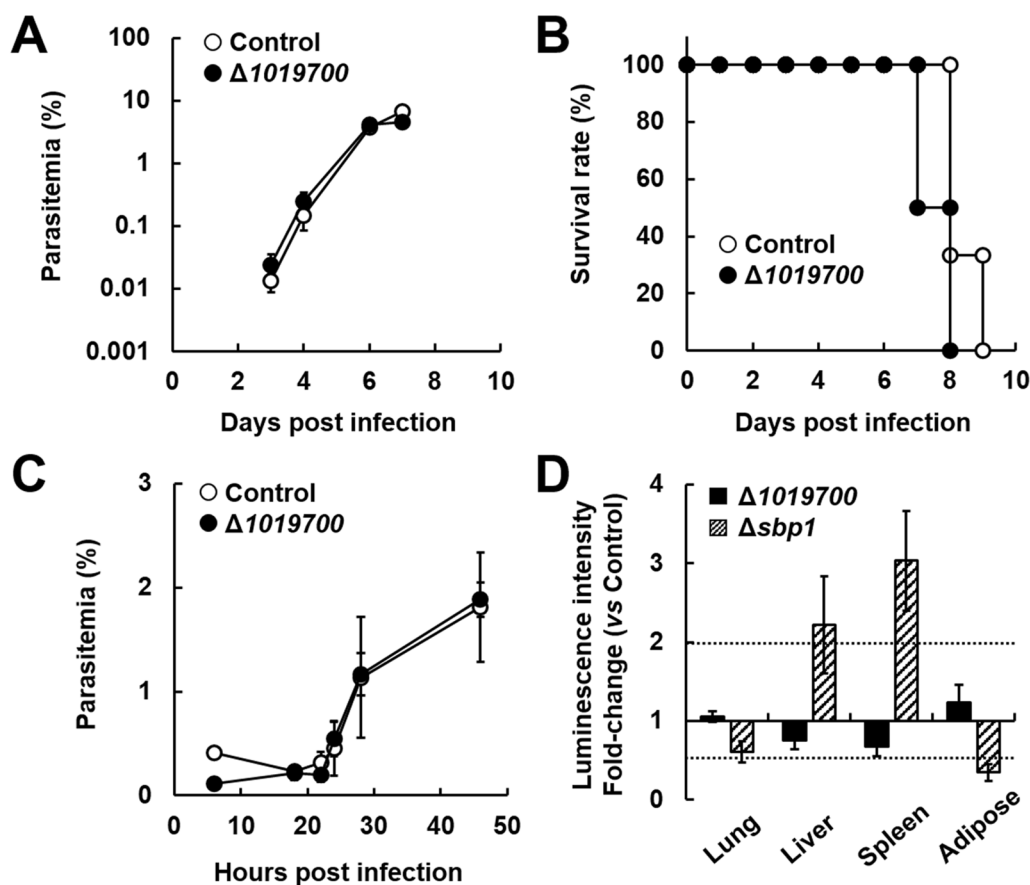 A
Parasitemia (%)
100
10
1
0.1
0.01
0.001
Control
Δ1019700
0 2 4 6 8 10
Days post infection
B
Survival rate (%)
100
80
60
40
20
0
Control
Δ1019700
0 2 4 6 8 10
Days post infection
C
Parasitemia (%)
3
2
1
0
Control
Δ1019700
0 10 20 30 40 50
Hours post infection
D
Luminescence intensity
Fold-change (vs Control)
4
3
2
1
0
Δ1019700
Δsbp1
Lung Liver Spleen Adipose